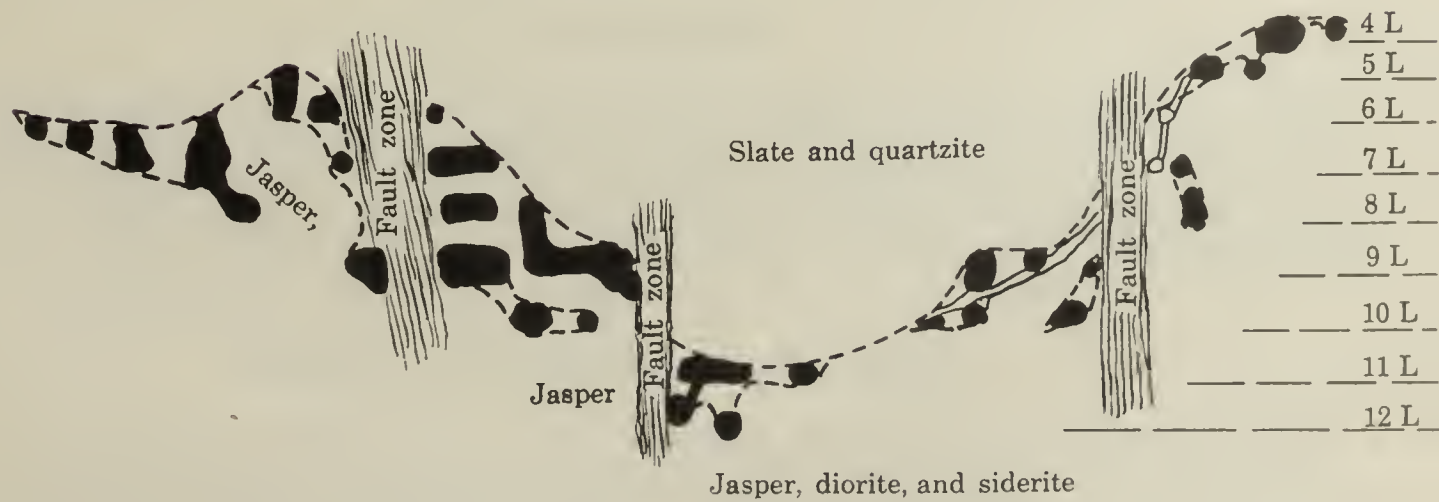 4 L
5 L
6 L
7 L
8 L
9 L
10 L
11 L
12 L
Fault zone
Slate and quartzite
Fault zone
Jasper,
Fault zone
Jasper
Jasper, diorite, and siderite